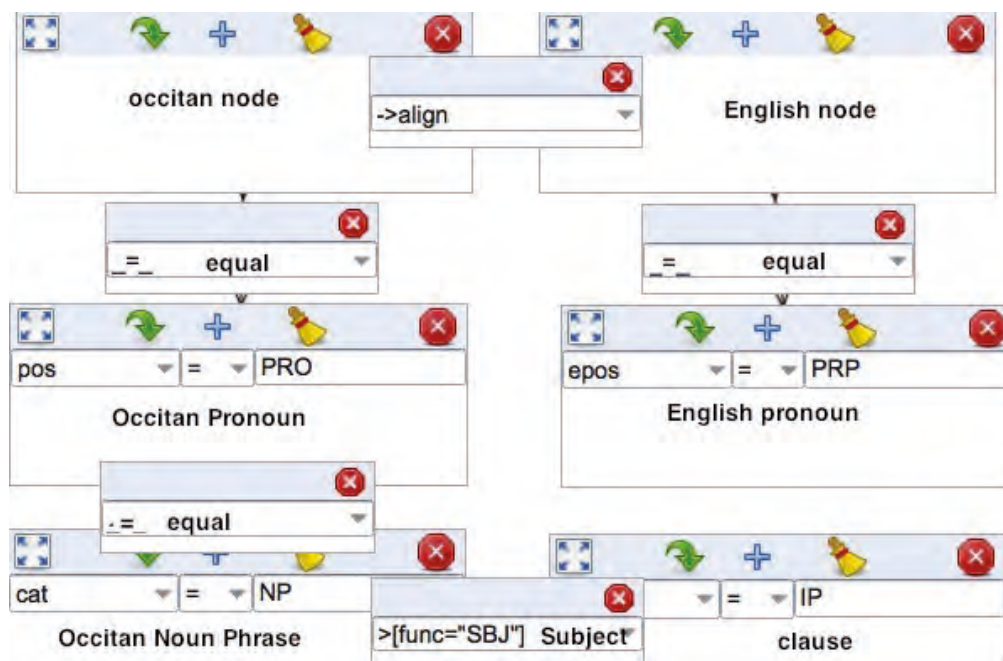 occitan node
->align
English node
_=_ equal
_=_ equal
pos = PRO
epos = PRP
Occitan Pronoun
English pronoun
_=_ equal
cat = NP
= IP
Occitan Noun Phrase
>[func="SBJ"] Subject
clause